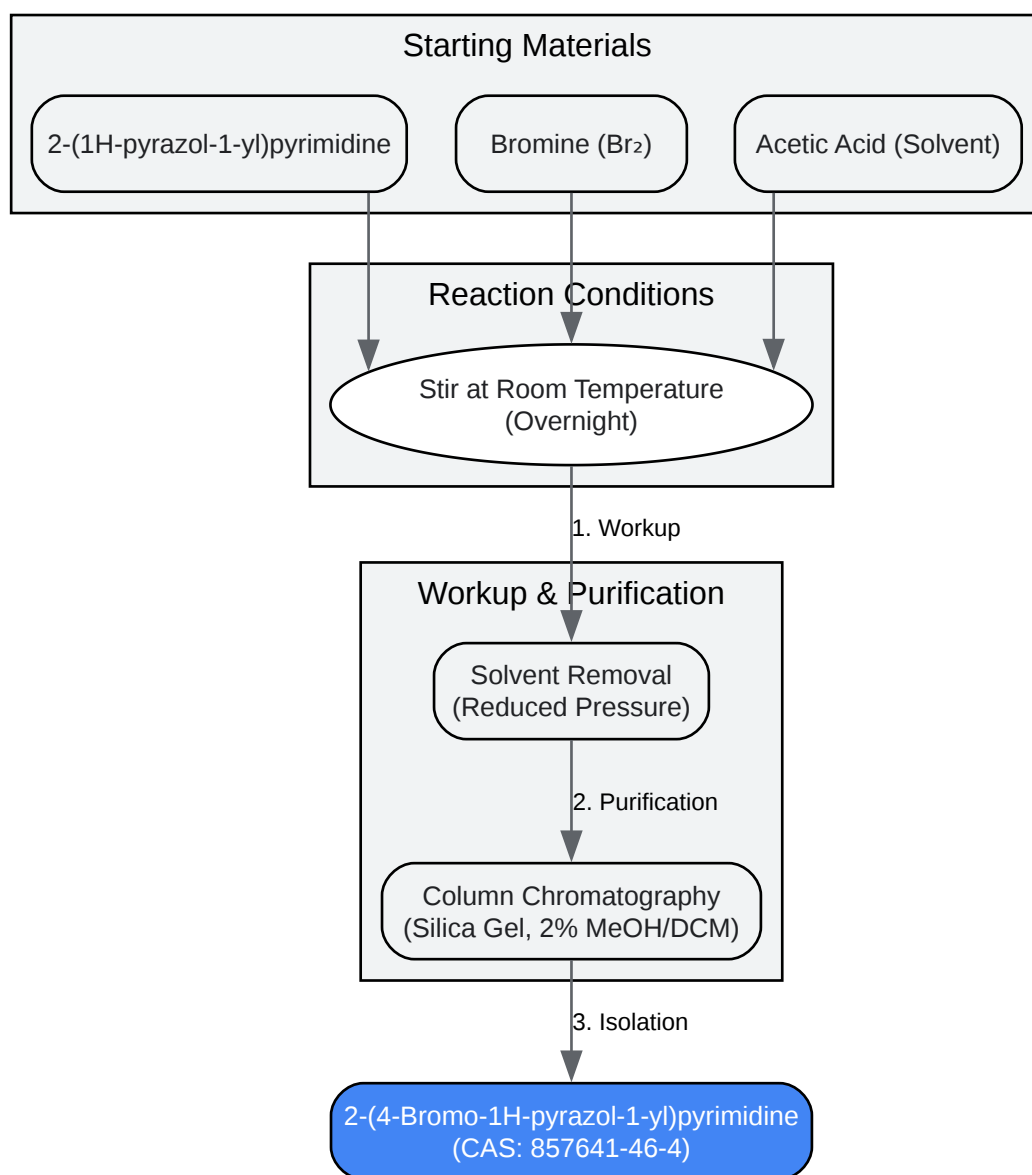 Starting Materials
2-(1H-pyrazol-1-yl)pyrimidine
Bromine (Br₂)
Acetic Acid (Solvent)
Reaction Conditions
Stir at Room Temperature
(Overnight)
1. Workup
Workup & Purification
Solvent Removal
(Reduced Pressure)
2. Purification
Column Chromatography
(Silica Gel, 2% MeOH/DCM)
3. Isolation
2-(4-Bromo-1H-pyrazol-1-yl)pyrimidine
(CAS: 857641-46-4)